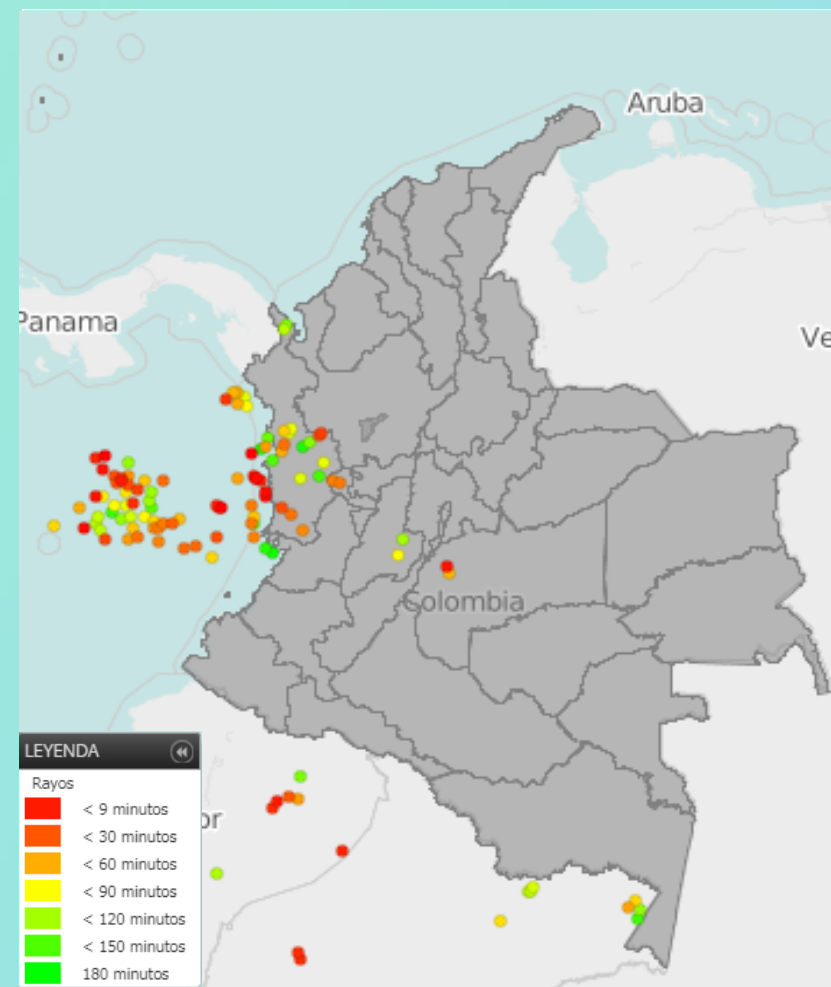 Aruba
Panama
Ve
Colombia
or
LEYENDA
Rayos
< 9 minutos
< 30 minutos
< 60 minutos
< 90 minutos
< 120 minutos
< 150 minutos
180 minutos